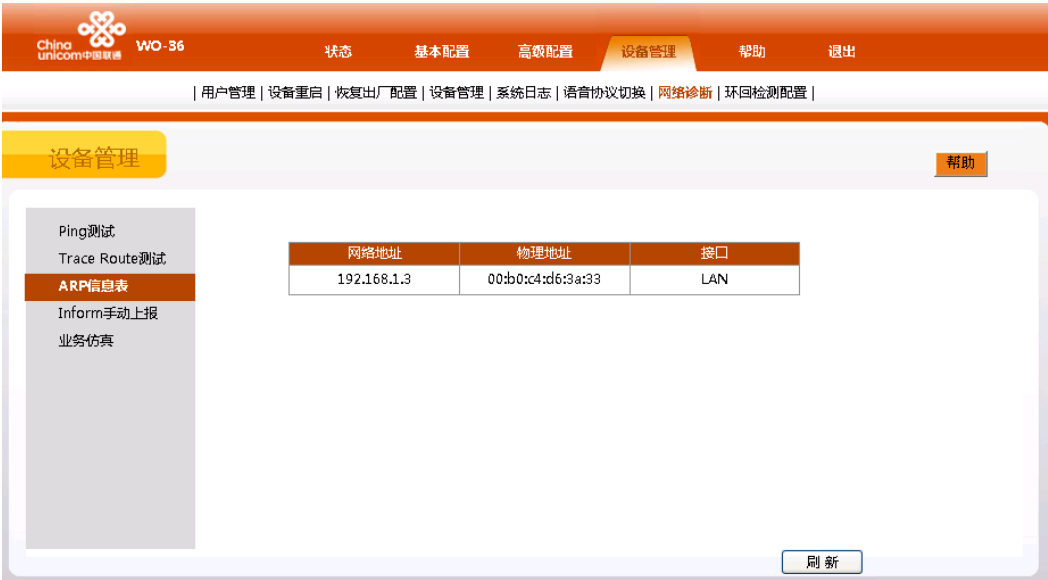 China unicom中国联通 WO-36 状态 基本配置 高级配置 设备管理 帮助 退出
| 用户管理 | 设备重启 | 恢复出厂配置 | 设备管理 | 系统日志 | 语音协议切换 | 网络诊断 | 环回检测配置 |
设备管理
帮助
Ping测试
Trace Route测试
ARP信息表
Inform手动上报
业务仿真
网络地址 物理地址 接口
192.168.1.3 00:b0:c4:d6:3a:33 LAN
刷 新